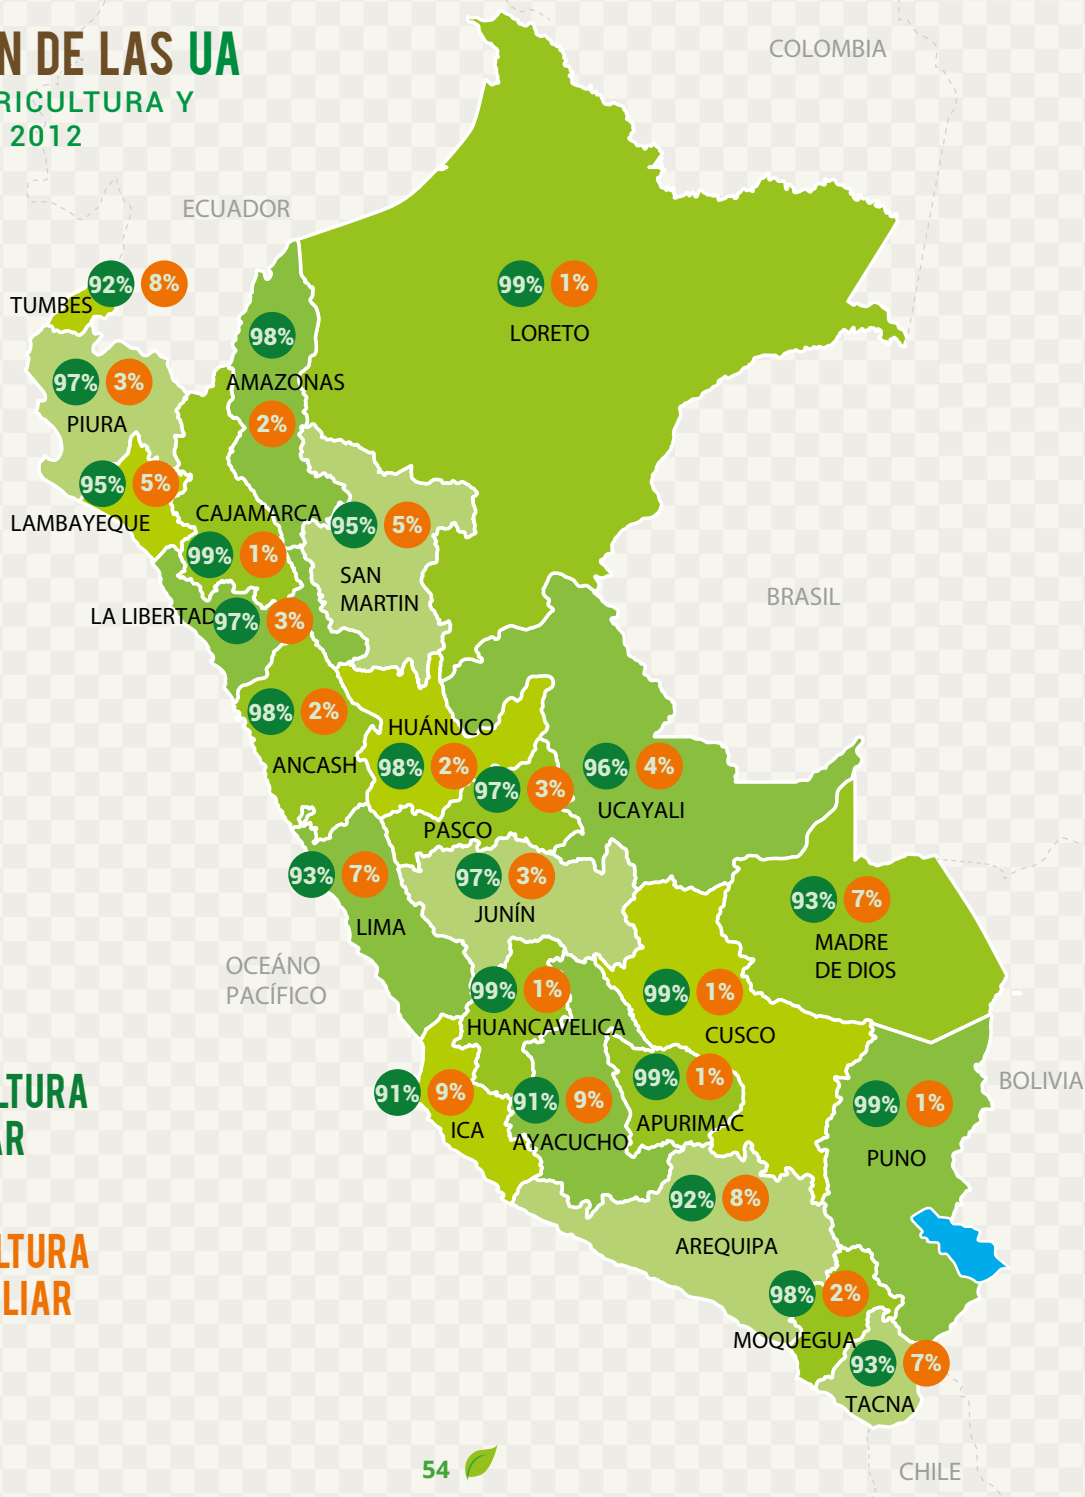 N DE LAS UA
RICULTURA Y
2012
COLOMBIA
ECUADOR
92% 8%
TUMBES
99% 1%
LORETO
98%
AMAZONAS
2%
97% 3%
PIURA
95% 5%
LAMBAYEQUE
CAJAMARCA
99% 1%
95% 5%
SAN
MARTIN
BRASIL
LA LIBERTAD 97% 3%
98% 2%
ANCASH
HUÁNUCO
98% 2%
97% 3%
PASCO
96% 4%
UCAYALI
93% 7%
LIMA
97% 3%
JUNÍN
93% 7%
MADRE
DE DIOS
OCEÁNO
PACÍFICO
99% 1%
HUANCAVELICA
99% 1%
CUSCO
91% 9%
ICA
91% 9%
AYACUCHO
99% 1%
APURIMAC
99% 1%
PUNO
BOLIVIA
LTURA
AR
92% 8%
AREQUIPA
LTURA
LIAR
98% 2%
MOQUEGUA
93% 7%
TACNA
54
CHILE